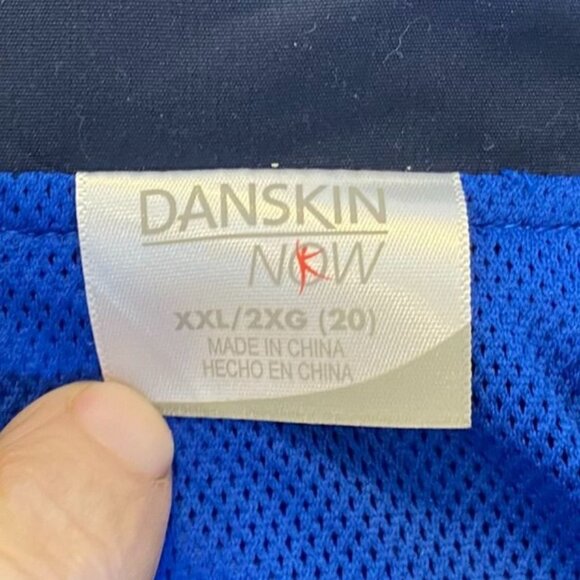 DANSKIN
NOW
XXL/2XG (20)
MADE IN CHINA
HECHO EN CHINA